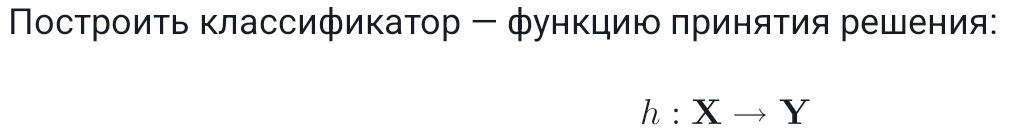 Построить классификатор — функцию принятия решения:
h : X → Y